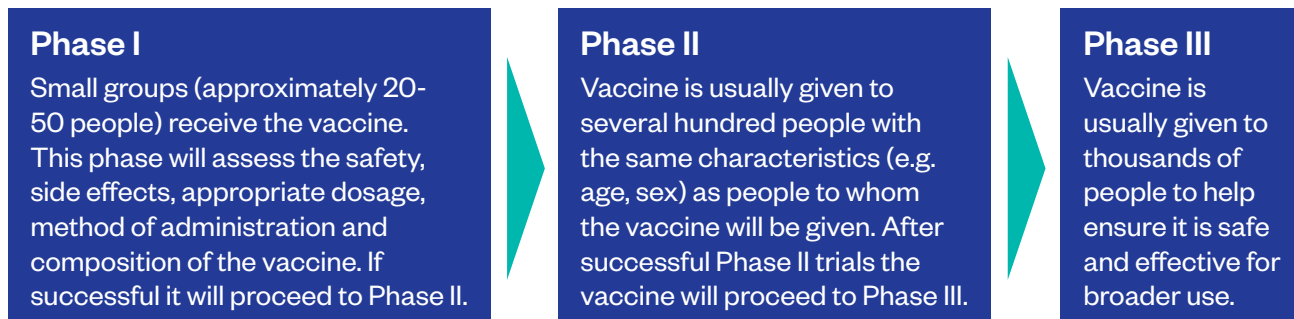 Phase I
Small groups (approximately 20-
50 people) receive the vaccine.
This phase will assess the safety,
side effects, appropriate dosage,
method of administration and
composition of the vaccine. If
successful it will proceed to Phase II.
Phase II
Vaccine is usually given to
several hundred people with
the same characteristics (e.g.
age, sex) as people to whom
the vaccine will be given. After
successful Phase II trials the
vaccine will proceed to Phase III.
Phase III
Vaccine is
usually given to
thousands of
people to help
ensure it is safe
and effective for
broader use.